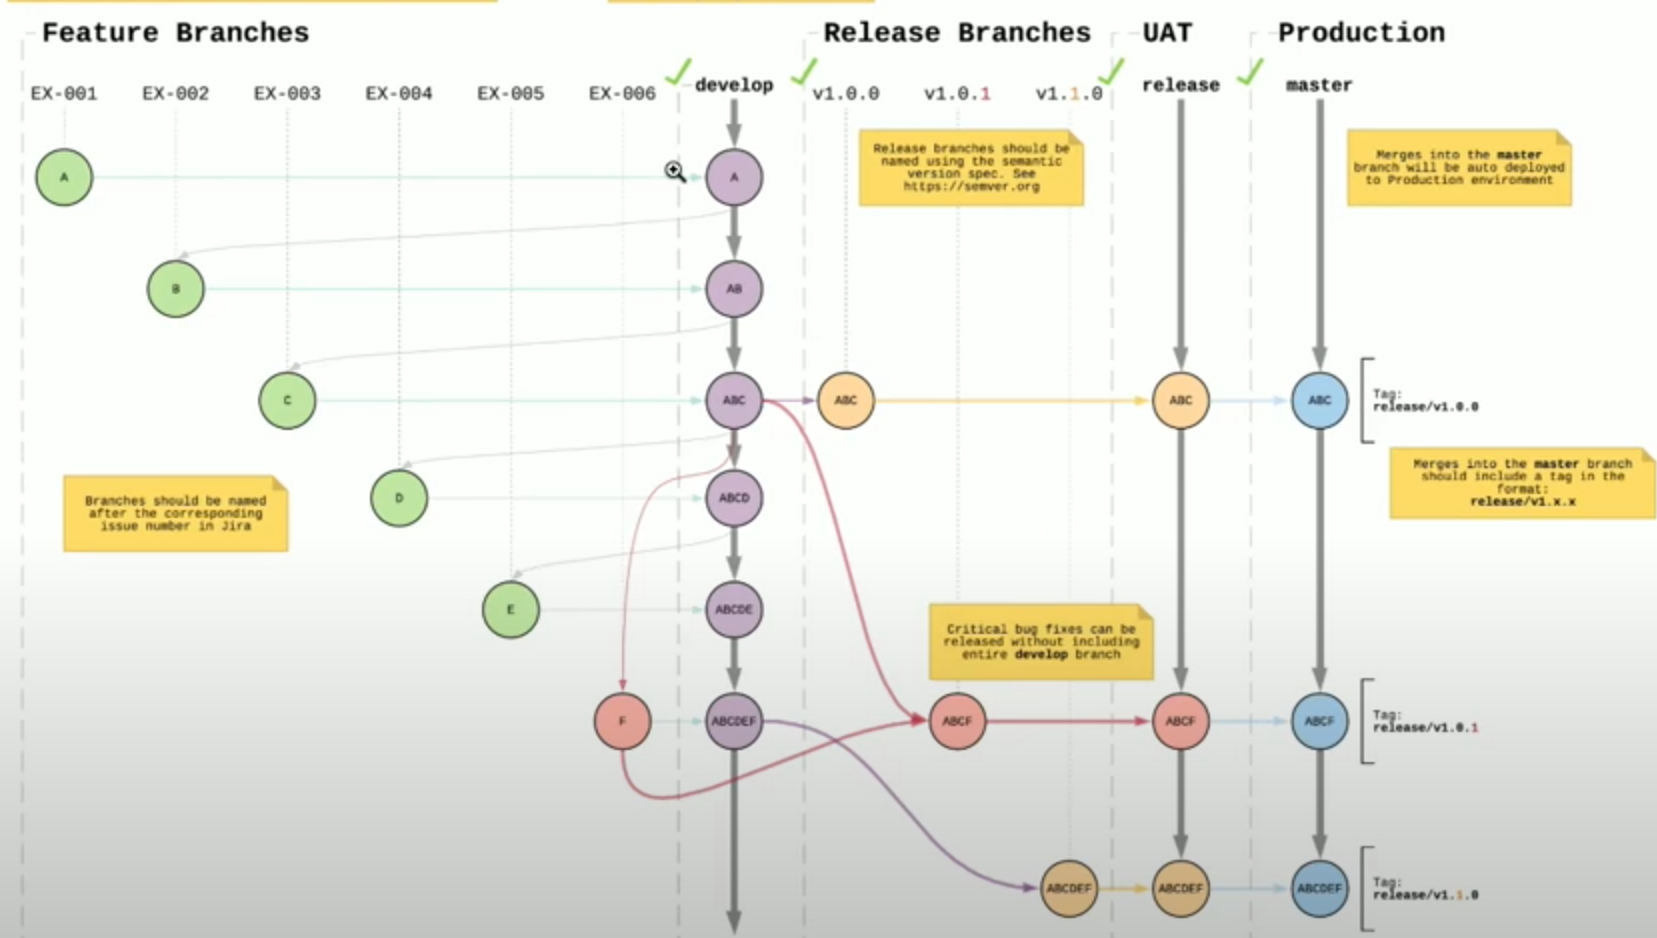 Feature Branches
Release Branches
UAT
Production
EX-001
EX-002
EX-003
EX-004
EX-005
EX-006
develop
v1.0.0
v1.0.1
v1.1.0
release
master
Release branches should be
named using the semantic
version spec. See
https://semver.org
Merges into the master
branch will be auto deployed
to Production environment
A
A
B
AB
C
ABC
ABC
ABC
ABC
Tag:
release/v1.0.0
Merges into the master branch
should include a tag in the
format:
release/v1.x.x
Branches should be named
after the corresponding
issue number in Jira
D
ABCD
E
ABCDE
Critical bug fixes can be
released without including
entire develop branch
F
ABCDEF
ABCF
ABCF
ABCF
Tag:
release/v1.0.1
ABCDEF
ABCDEF
ABCDEF
Tag:
release/v1.1.0